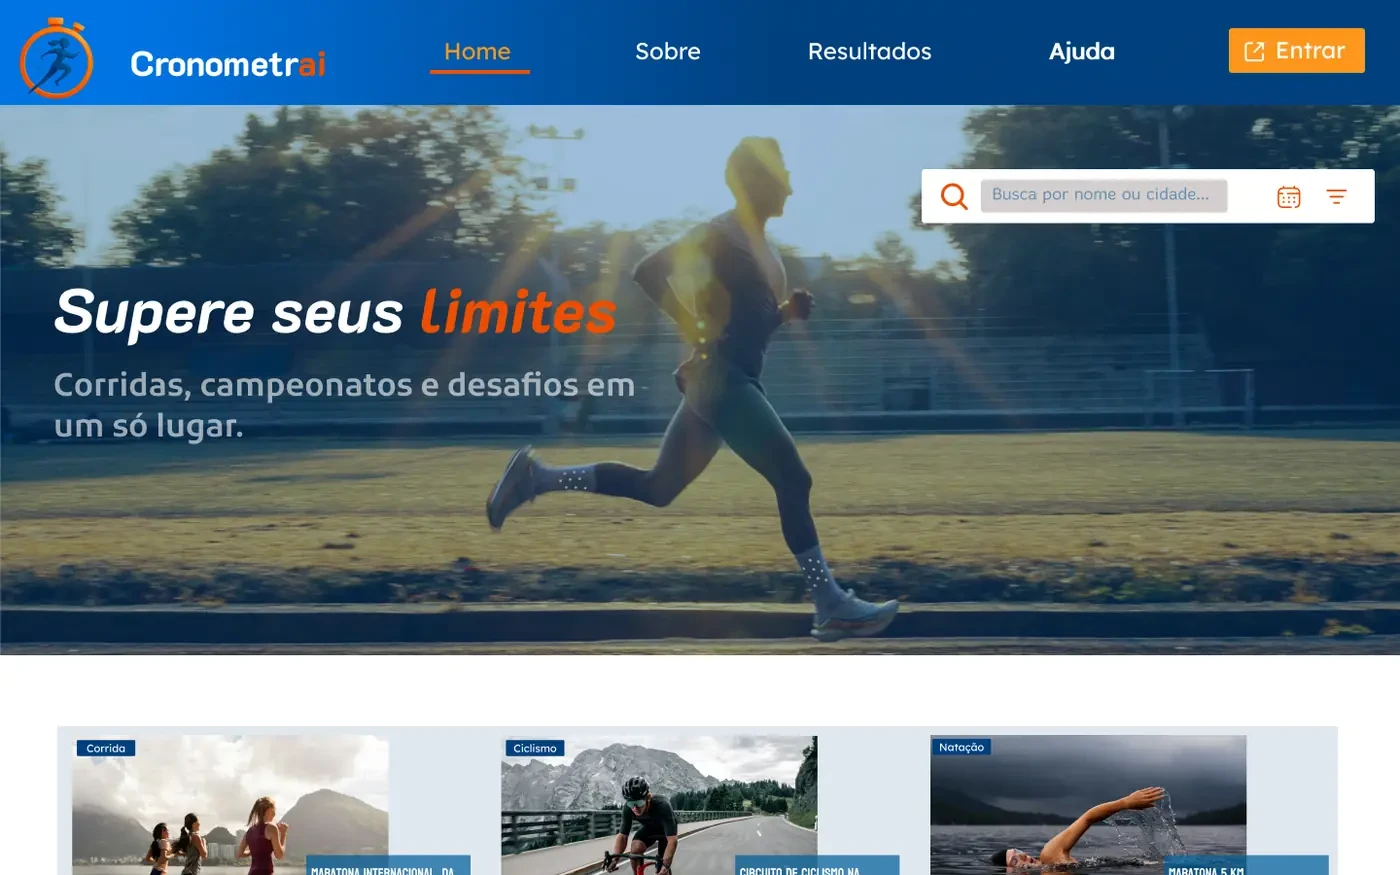 Cronometrai
Home
Sobre
Resultados
Ajuda
Entrar
Busca por nome ou cidade...
Supere seus limites
Corridas, campeonatos e desafios em
um só lugar.
Corrida
Ciclismo
Natação
MARATONA INTERNACIONAL DA
CIRCUITO DE CICLISMO NA
MARATONA 5 KM